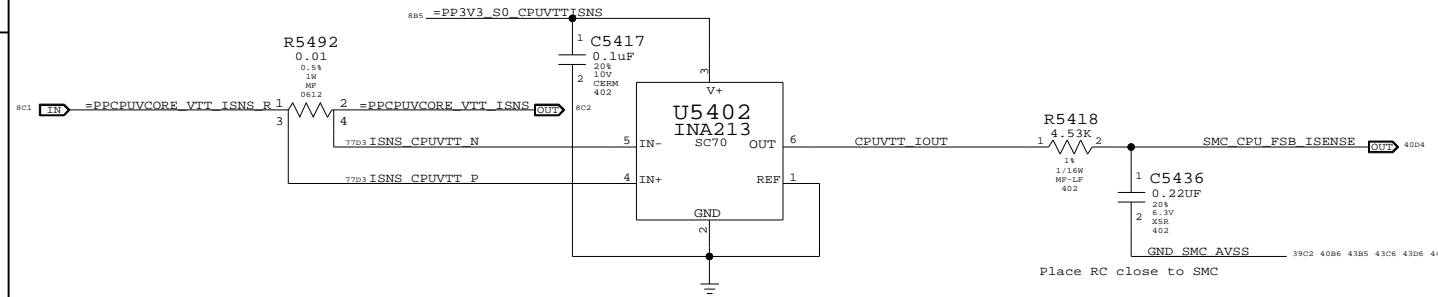 8B5 =PP3V3_S0_CPUVTTISNS
R5492
0.01
0.5%
1W
MF
0612
1 C5417
0.1uF
20%
10V
CERM
402
2
3
V+
U5402
INA213
SC70
8C1 IN =PPCPUVCORE_VTT_ISNS_R 1 2 =PPCPUVCORE_VTT_ISNS OUT 8C2
3 4
77D3 ISNS_CPUVTT_N 5 IN- OUT 6 CPUVTT_IOUT
77D3 ISNS_CPUVTT_P 4 IN+ REF 1
GND
2
R5418
4.53K
1 2
1%
1/16W
MF-LF
402
SMC_CPU_FSB_ISENSE OUT 40D4
1 C5436
0.22UF
20%
6.3V
X5R
402
2
GND_SMC_AVSS 39C2 40B6 43B5 43C6 43D6
Place RC close to SMC